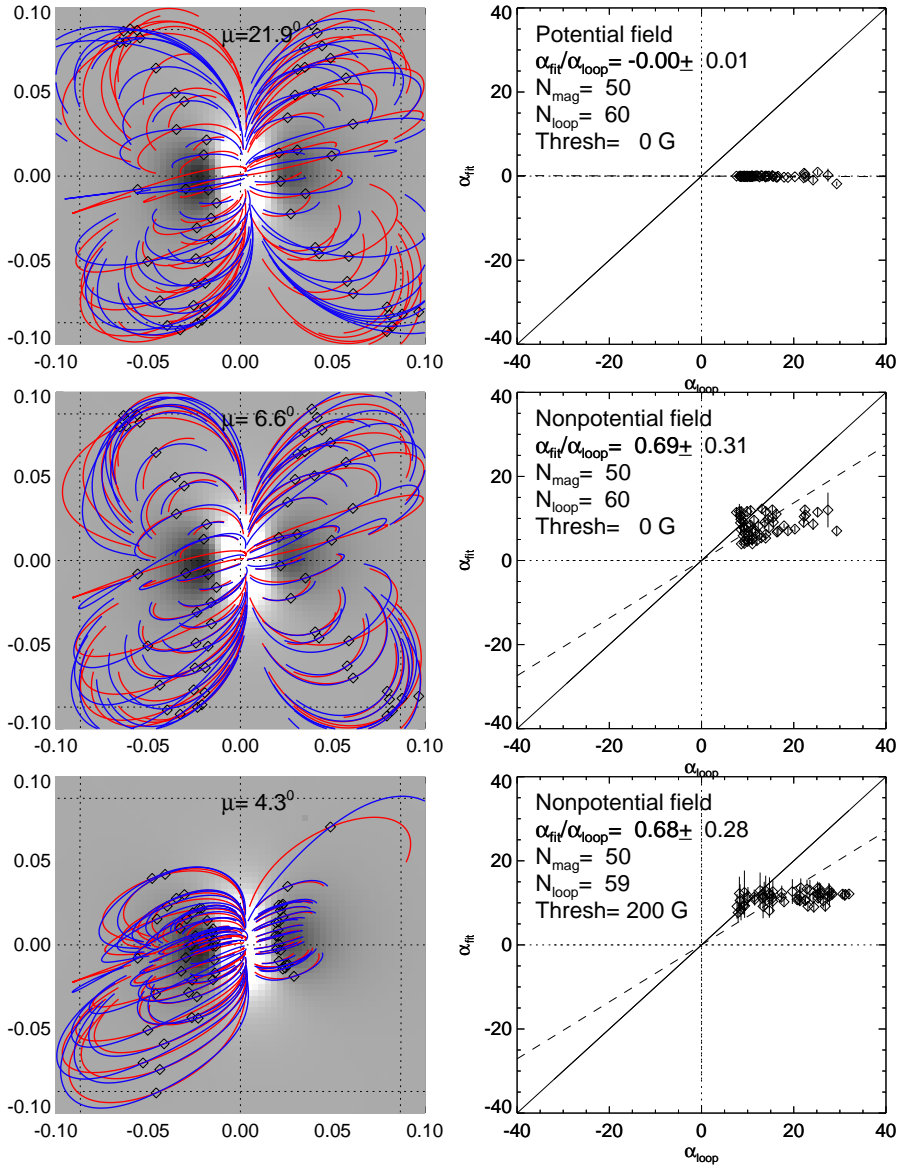 0.10
0.05
0.00
-0.05
-0.10
-0.10 -0.05 0.00 0.05 0.10
μ=21.9⁰
40
20
0
-20
-40
-40 -20 0 20 40
α_fit
α_loop
Potential field
α_fit/α_loop= -0.00± 0.01
N_mag= 50
N_loop= 60
Thresh= 0 G
0.10
0.05
0.00
-0.05
-0.10
-0.10 -0.05 0.00 0.05 0.10
μ= 6.6⁰
40
20
0
-20
-40
-40 -20 0 20 40
α_fit
α_loop
Nonpotential field
α_fit/α_loop= 0.69± 0.31
N_mag= 50
N_loop= 60
Thresh= 0 G
0.10
0.05
0.00
-0.05
-0.10
-0.10 -0.05 0.00 0.05 0.10
μ= 4.3⁰
40
20
0
-20
-40
-40 -20 0 20 40
α_fit
α_loop
Nonpotential field
α_fit/α_loop= 0.68± 0.28
N_mag= 50
N_loop= 59
Thresh= 200 G